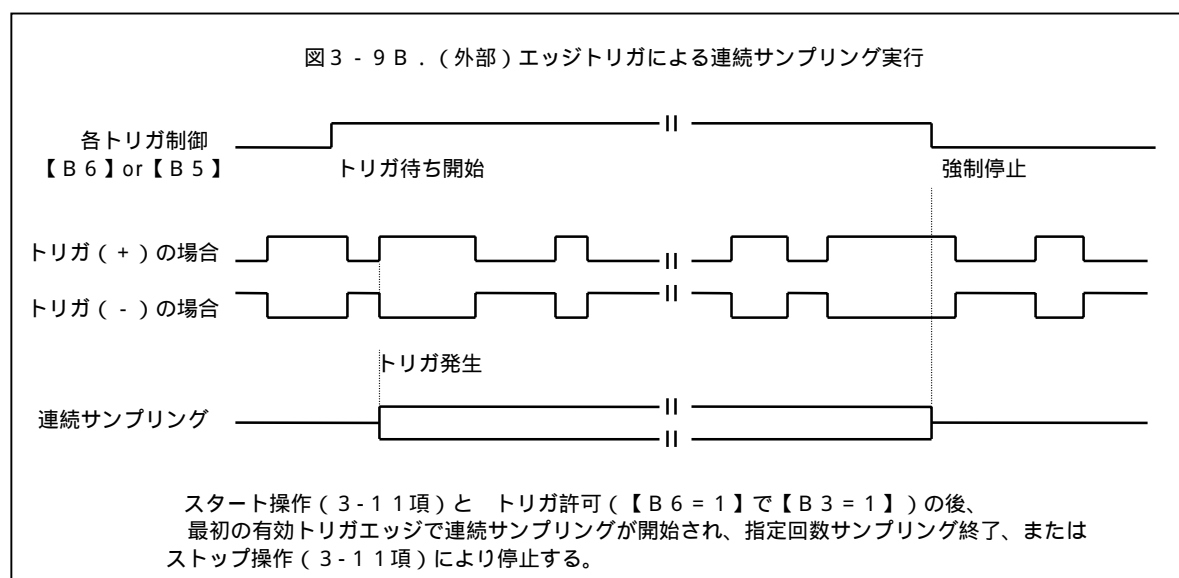 図３-９Ｂ．（外部）エッジトリガによる連続サンプリング実行
各トリガ制御
【Ｂ６】or【Ｂ５】
トリガ待ち開始
強制停止
トリガ（+）の場合
トリガ（-）の場合
トリガ発生
連続サンプリング
スタート操作（３-１１項）と　トリガ許可（【Ｂ６＝１】で【Ｂ３＝１】）の後、
最初の有効トリガエッジで連続サンプリングが開始され、指定回数サンプリング終了、または
ストップ操作（３-１１項）により停止する。